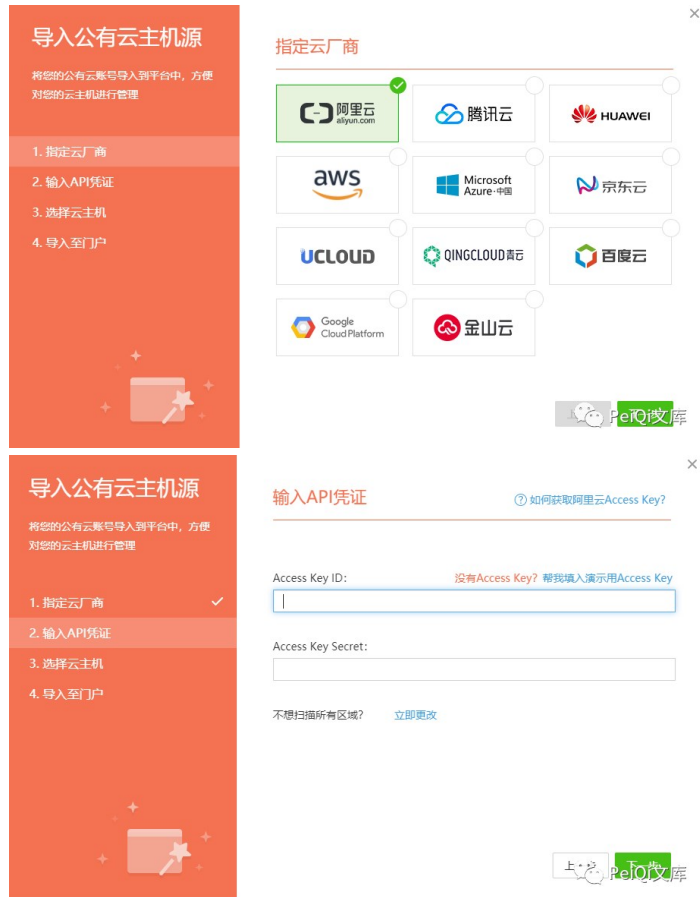 导入公有云主机源
将您的公有云账号导入到平台中，方便
对您的云主机进行管理
1. 指定云厂商
2. 输入API凭证
3. 选择云主机
4. 导入至门户
指定云厂商
阿里云
aliyun.com
腾讯云
HUAWEI
aws
Microsoft
Azure·中国
京东云
UCLOUD
QINGCLOUD青云
百度云
Google
Cloud Platform
金山云
PeiQi文库
导入公有云主机源
将您的公有云账号导入到平台中，方便
对您的云主机进行管理
1. 指定云厂商
2. 输入API凭证
3. 选择云主机
4. 导入至门户
输入API凭证
? 如何获取阿里云Access Key?
Access Key ID:
没有Access Key? 帮我填入演示用Access Key
Access Key Secret:
不想扫描所有区域? 立即更改
下一步
PeiQi文库